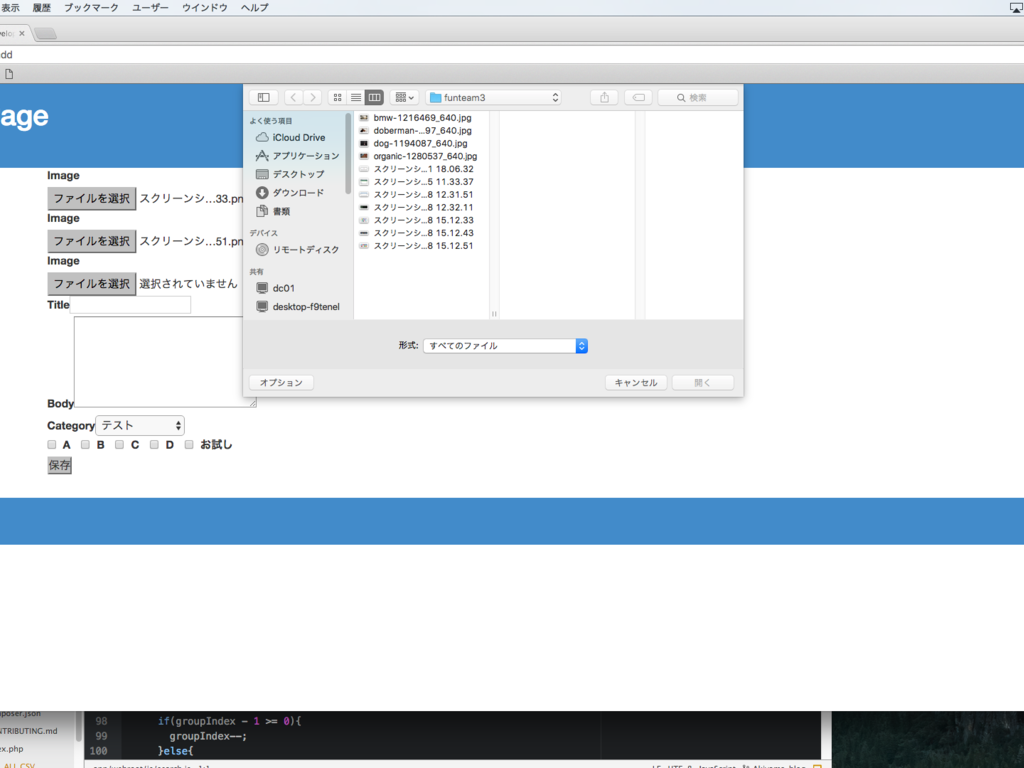 表示 履歴 ブックマーク ユーザー ウインドウ ヘルプ
dd
age
funteam3
検索
よく使う項目
iCloud Drive
アプリケーション
デスクトップ
ダウンロード
書類
デバイス
リモートディスク
共有
dc01
desktop-f9tenel
bmw-1216469_640.jpg
doberman-...97_640.jpg
dog-1194087_640.jpg
organic-1280537_640.jpg
スクリーンシ...1 18.06.32
スクリーンシ...5 11.33.37
スクリーンシ...8 12.31.51
スクリーンシ...8 12.32.11
スクリーンシ...8 15.12.33
スクリーンシ...8 15.12.43
スクリーンシ...8 15.12.51
形式: すべてのファイル
オプション キャンセル 開く
Image
ファイルを選択 スクリーンシ...33.pn
Image
ファイルを選択 スクリーンシ...51.pn
Image
ファイルを選択 選択されていません
Title
Body
Category テスト
A B C D お試し
保存
poser.json
NTRIBUTING.md
ex.php
ALL CSV
98 if(groupIndex - 1 >= 0){
99 groupIndex--;
100 }else{